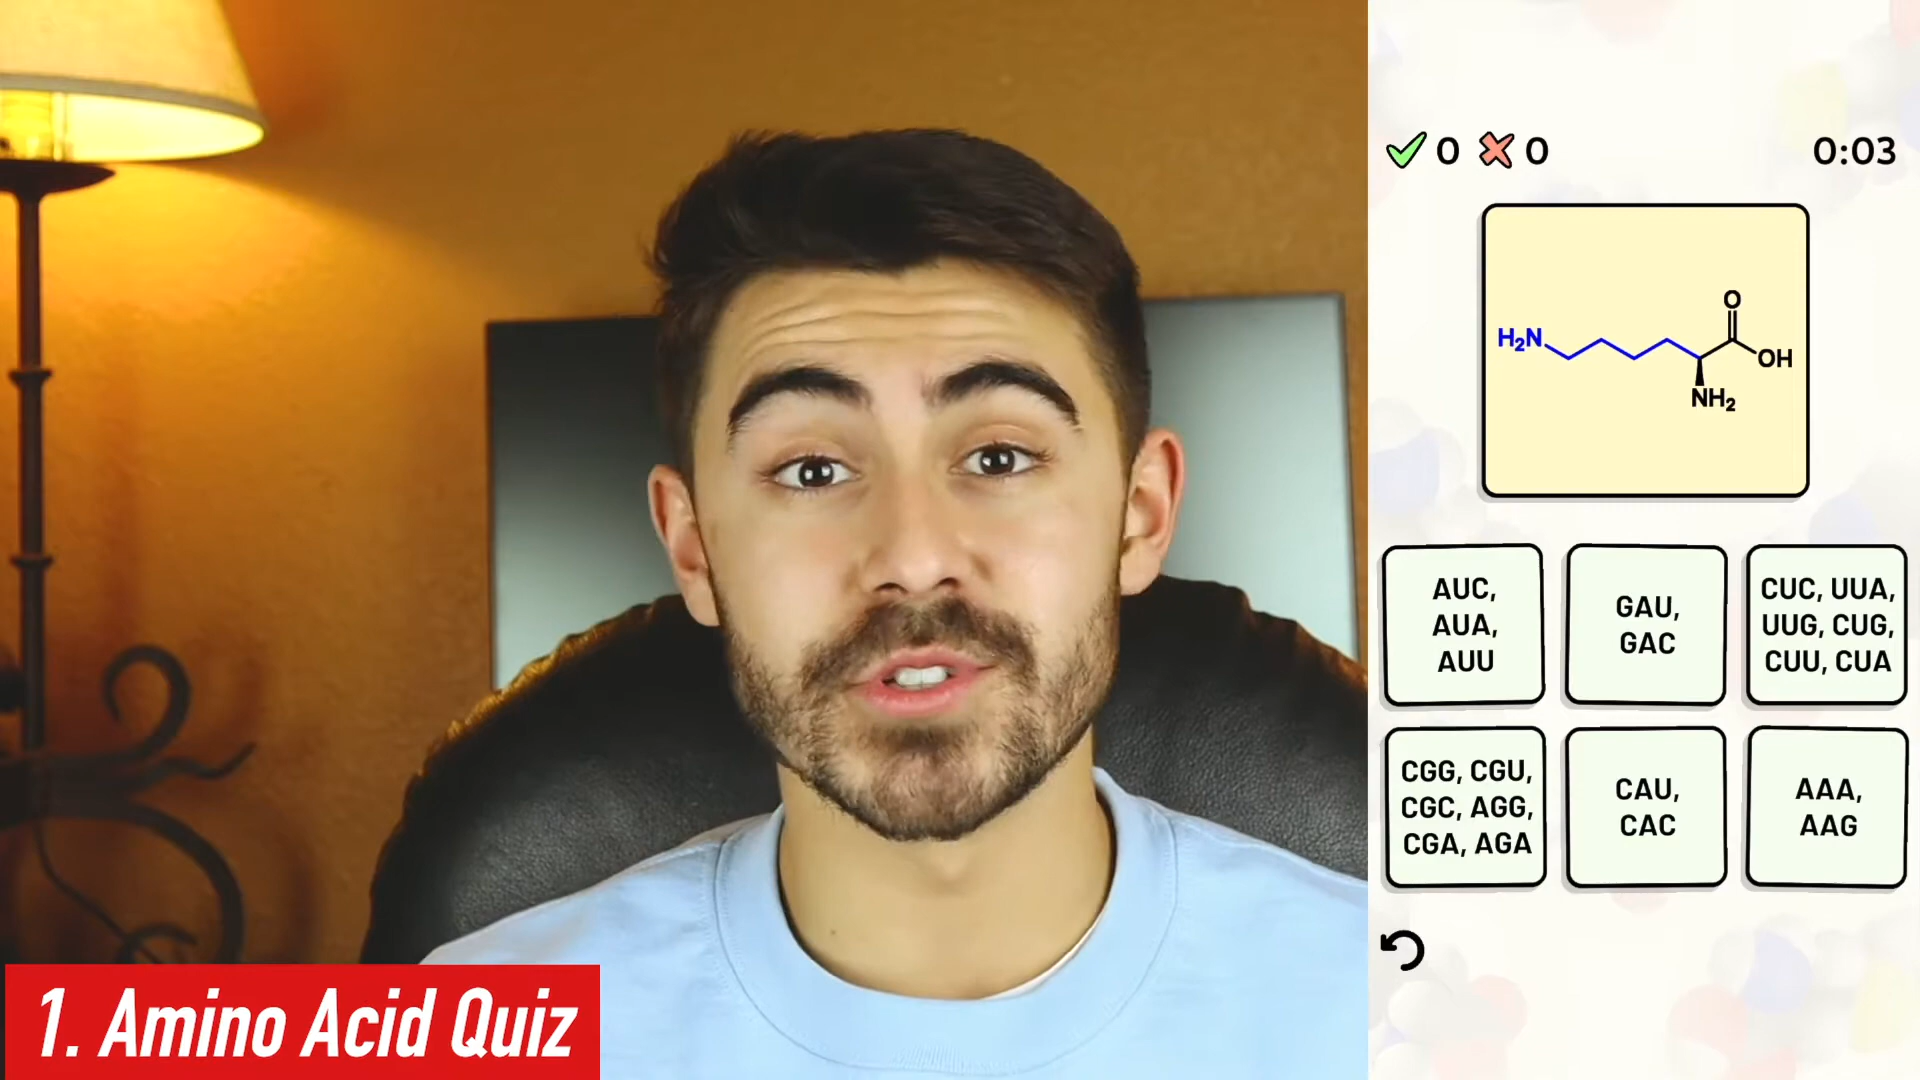 0 0 0:03
O
H₂N
OH
NH₂
AUC,
AUA,
AUU
GAU,
GAC
CUC, UUA,
UUG, CUG,
CUU, CUA
CGG, CGU,
CGC, AGG,
CGA, AGA
CAU,
CAC
AAA,
AAG
1. Amino Acid Quiz